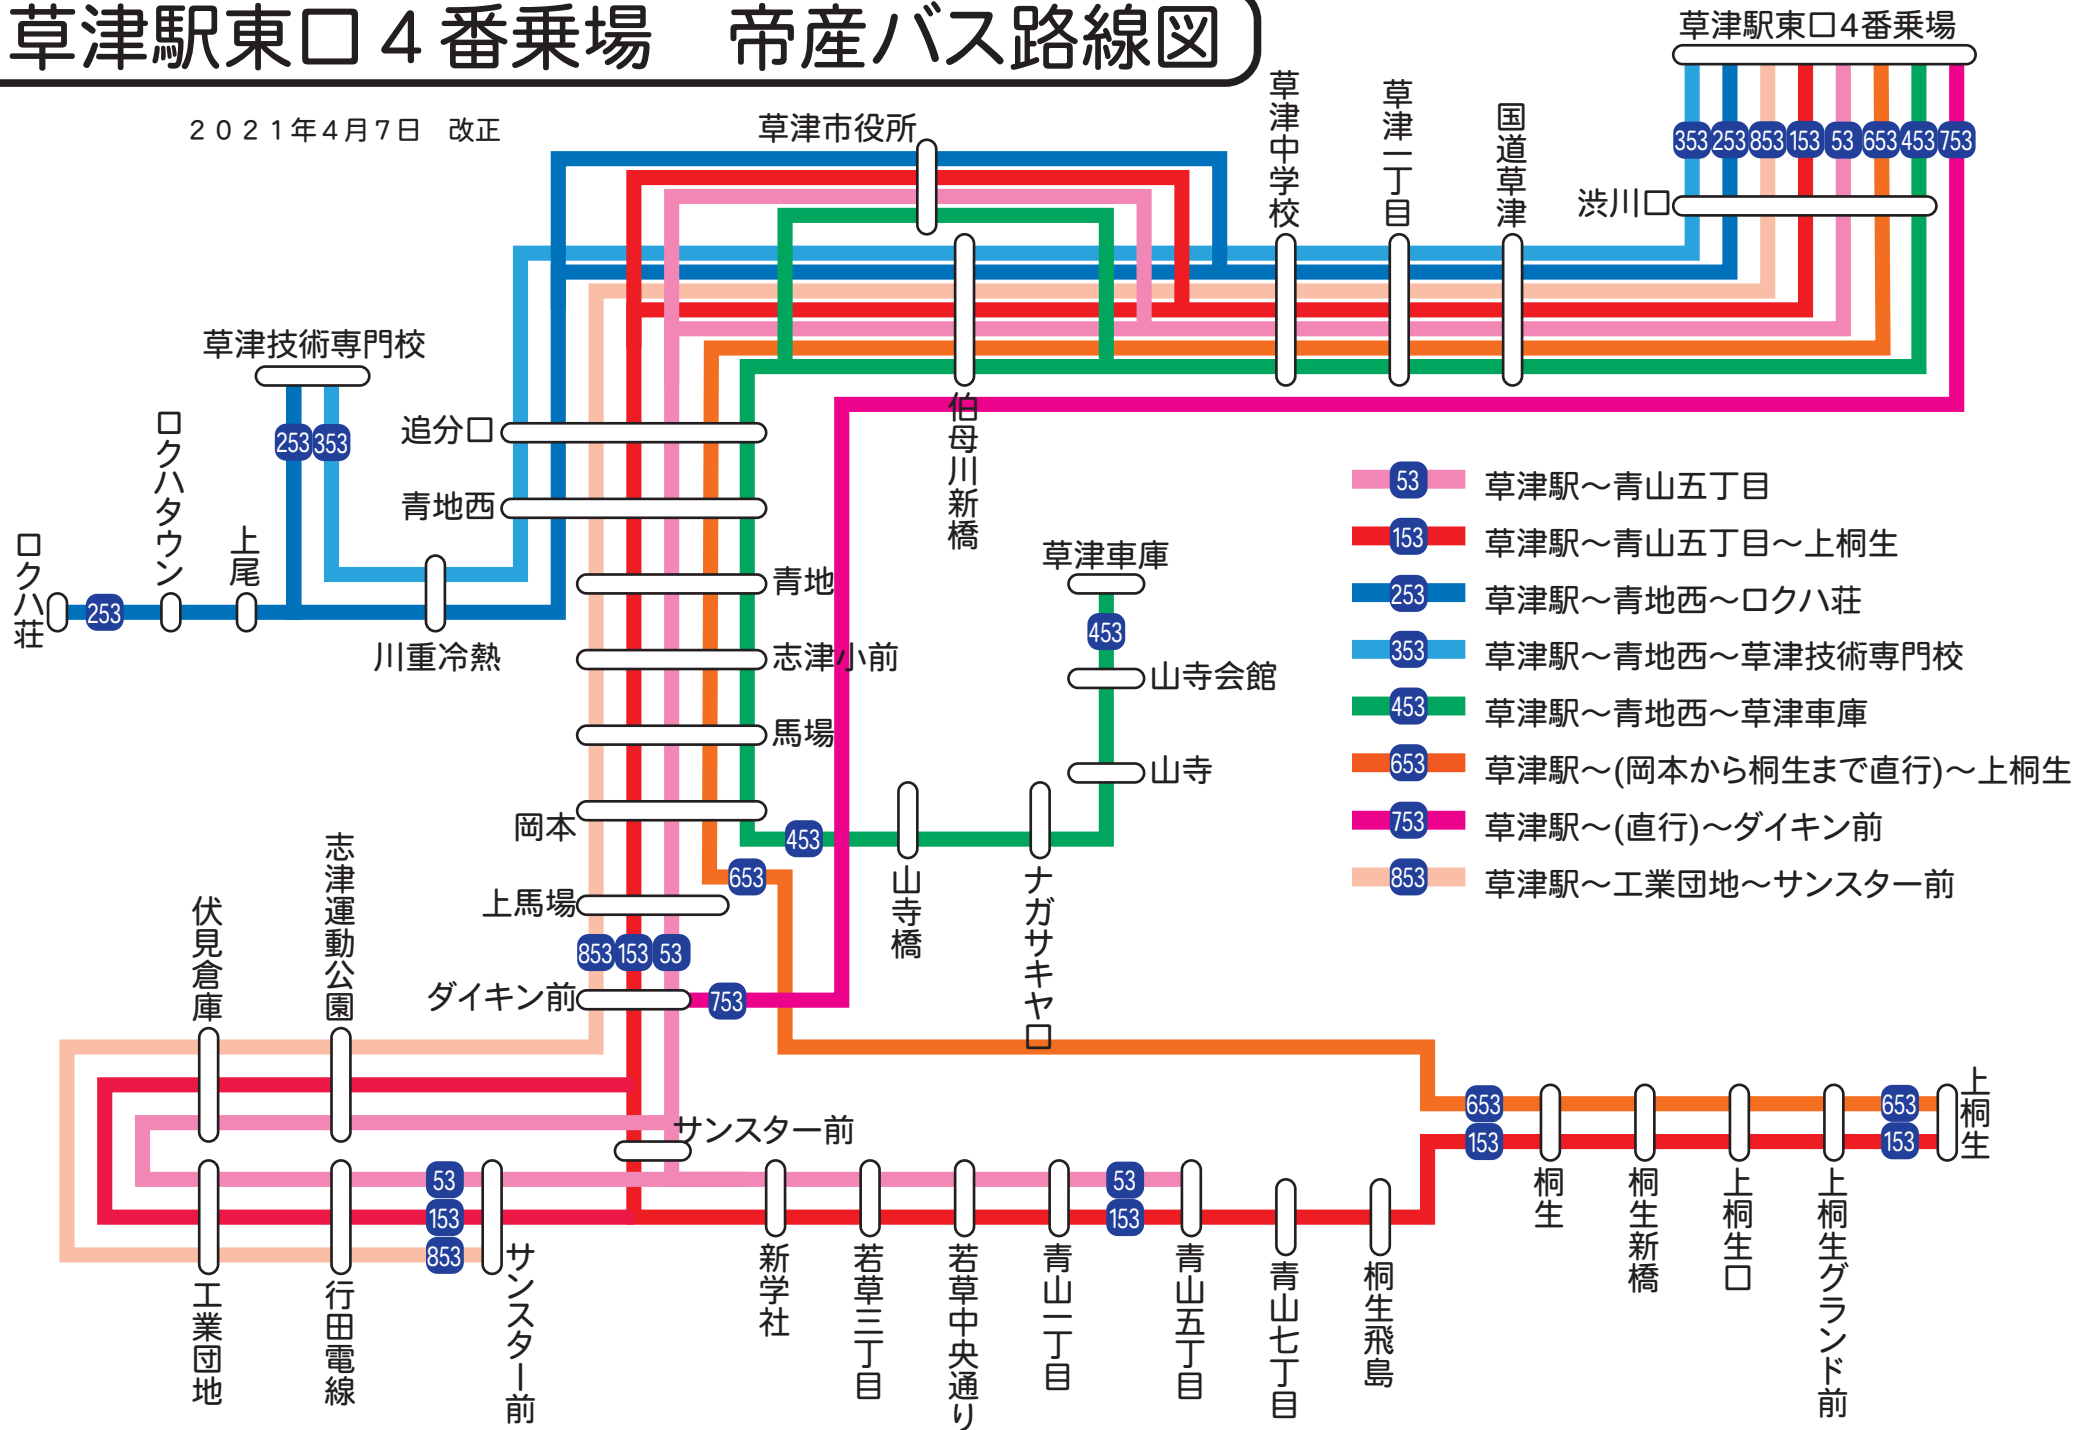 草津駅東口４番乗場　帝産バス路線図
２０２１年４月７日　改正
草津駅東口４番乗場
353
253
853
153
53
653
453
753
渋川口
国道草津
草津一丁目
草津中学校
草津市役所
伯母川新橋
草津技術専門校
253
353
追分口
青地西
ロクハタウン
上尾
ロクハ荘
253
川重冷熱
青地
志津小前
馬場
岡本
上馬場
853
153
53
ダイキン前
753
653
453
草津車庫
453
山寺会館
山寺
山寺橋
ナガサキヤ口
53 草津駅～青山五丁目
153 草津駅～青山五丁目～上桐生
253 草津駅～青地西～ロクハ荘
353 草津駅～青地西～草津技術専門校
453 草津駅～青地西～草津車庫
653 草津駅～(岡本から桐生まで直行)～上桐生
753 草津駅～(直行)～ダイキン前
853 草津駅～工業団地～サンスター前
伏見倉庫
志津運動公園
サンスター前
53
153
853
工業団地
行田電線
サンスター前
新学社
若草三丁目
若草中央通り
青山一丁目
53
153
青山五丁目
青山七丁目
桐生飛島
653
153
桐生
桐生新橋
上桐生口
上桐生グランド前
653
153
上桐生